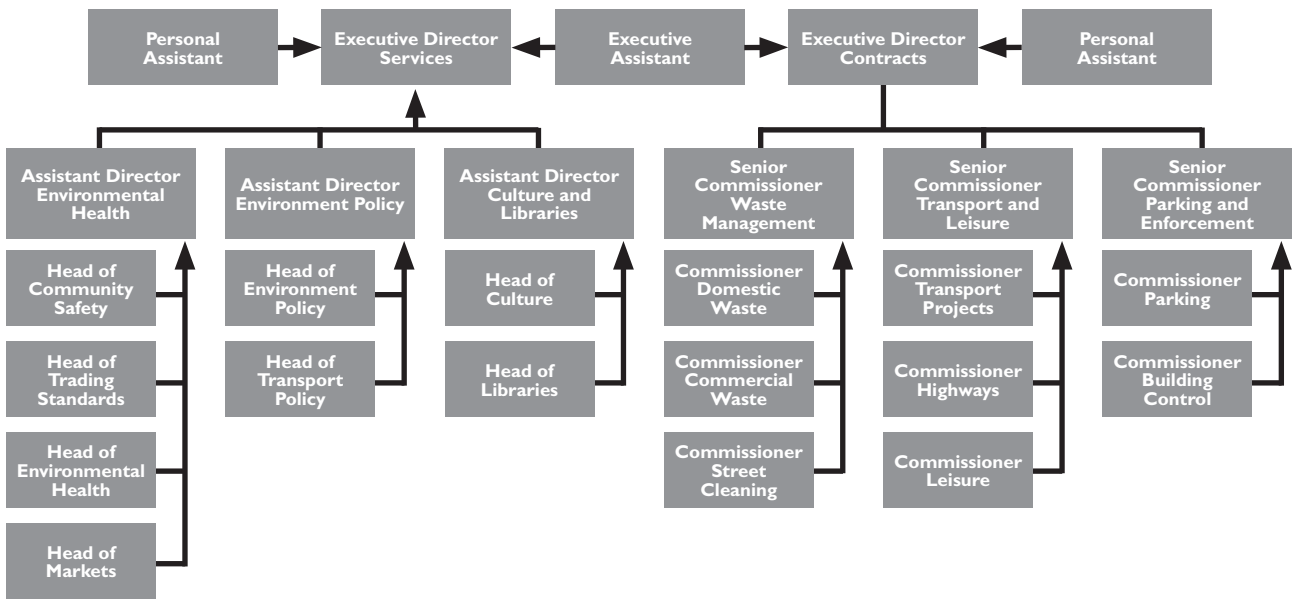 Personal
Assistant
Executive Director
Services
Executive
Assistant
Executive Director
Contracts
Personal
Assistant
Assistant Director
Environmental
Health
Assistant Director
Environment Policy
Assistant Director
Culture and
Libraries
Senior
Commissioner
Waste
Management
Senior
Commissioner
Transport and
Leisure
Senior
Commissioner
Parking and
Enforcement
Head of
Community
Safety
Head of
Environment
Policy
Head of
Culture
Commissioner
Domestic
Waste
Commissioner
Transport
Projects
Commissioner
Parking
Head of
Trading
Standards
Head of
Transport
Policy
Head of
Libraries
Commissioner
Commercial
Waste
Commissioner
Highways
Commissioner
Building
Control
Head of
Environmental
Health
Commissioner
Street
Cleaning
Commissioner
Leisure
Head of
Markets